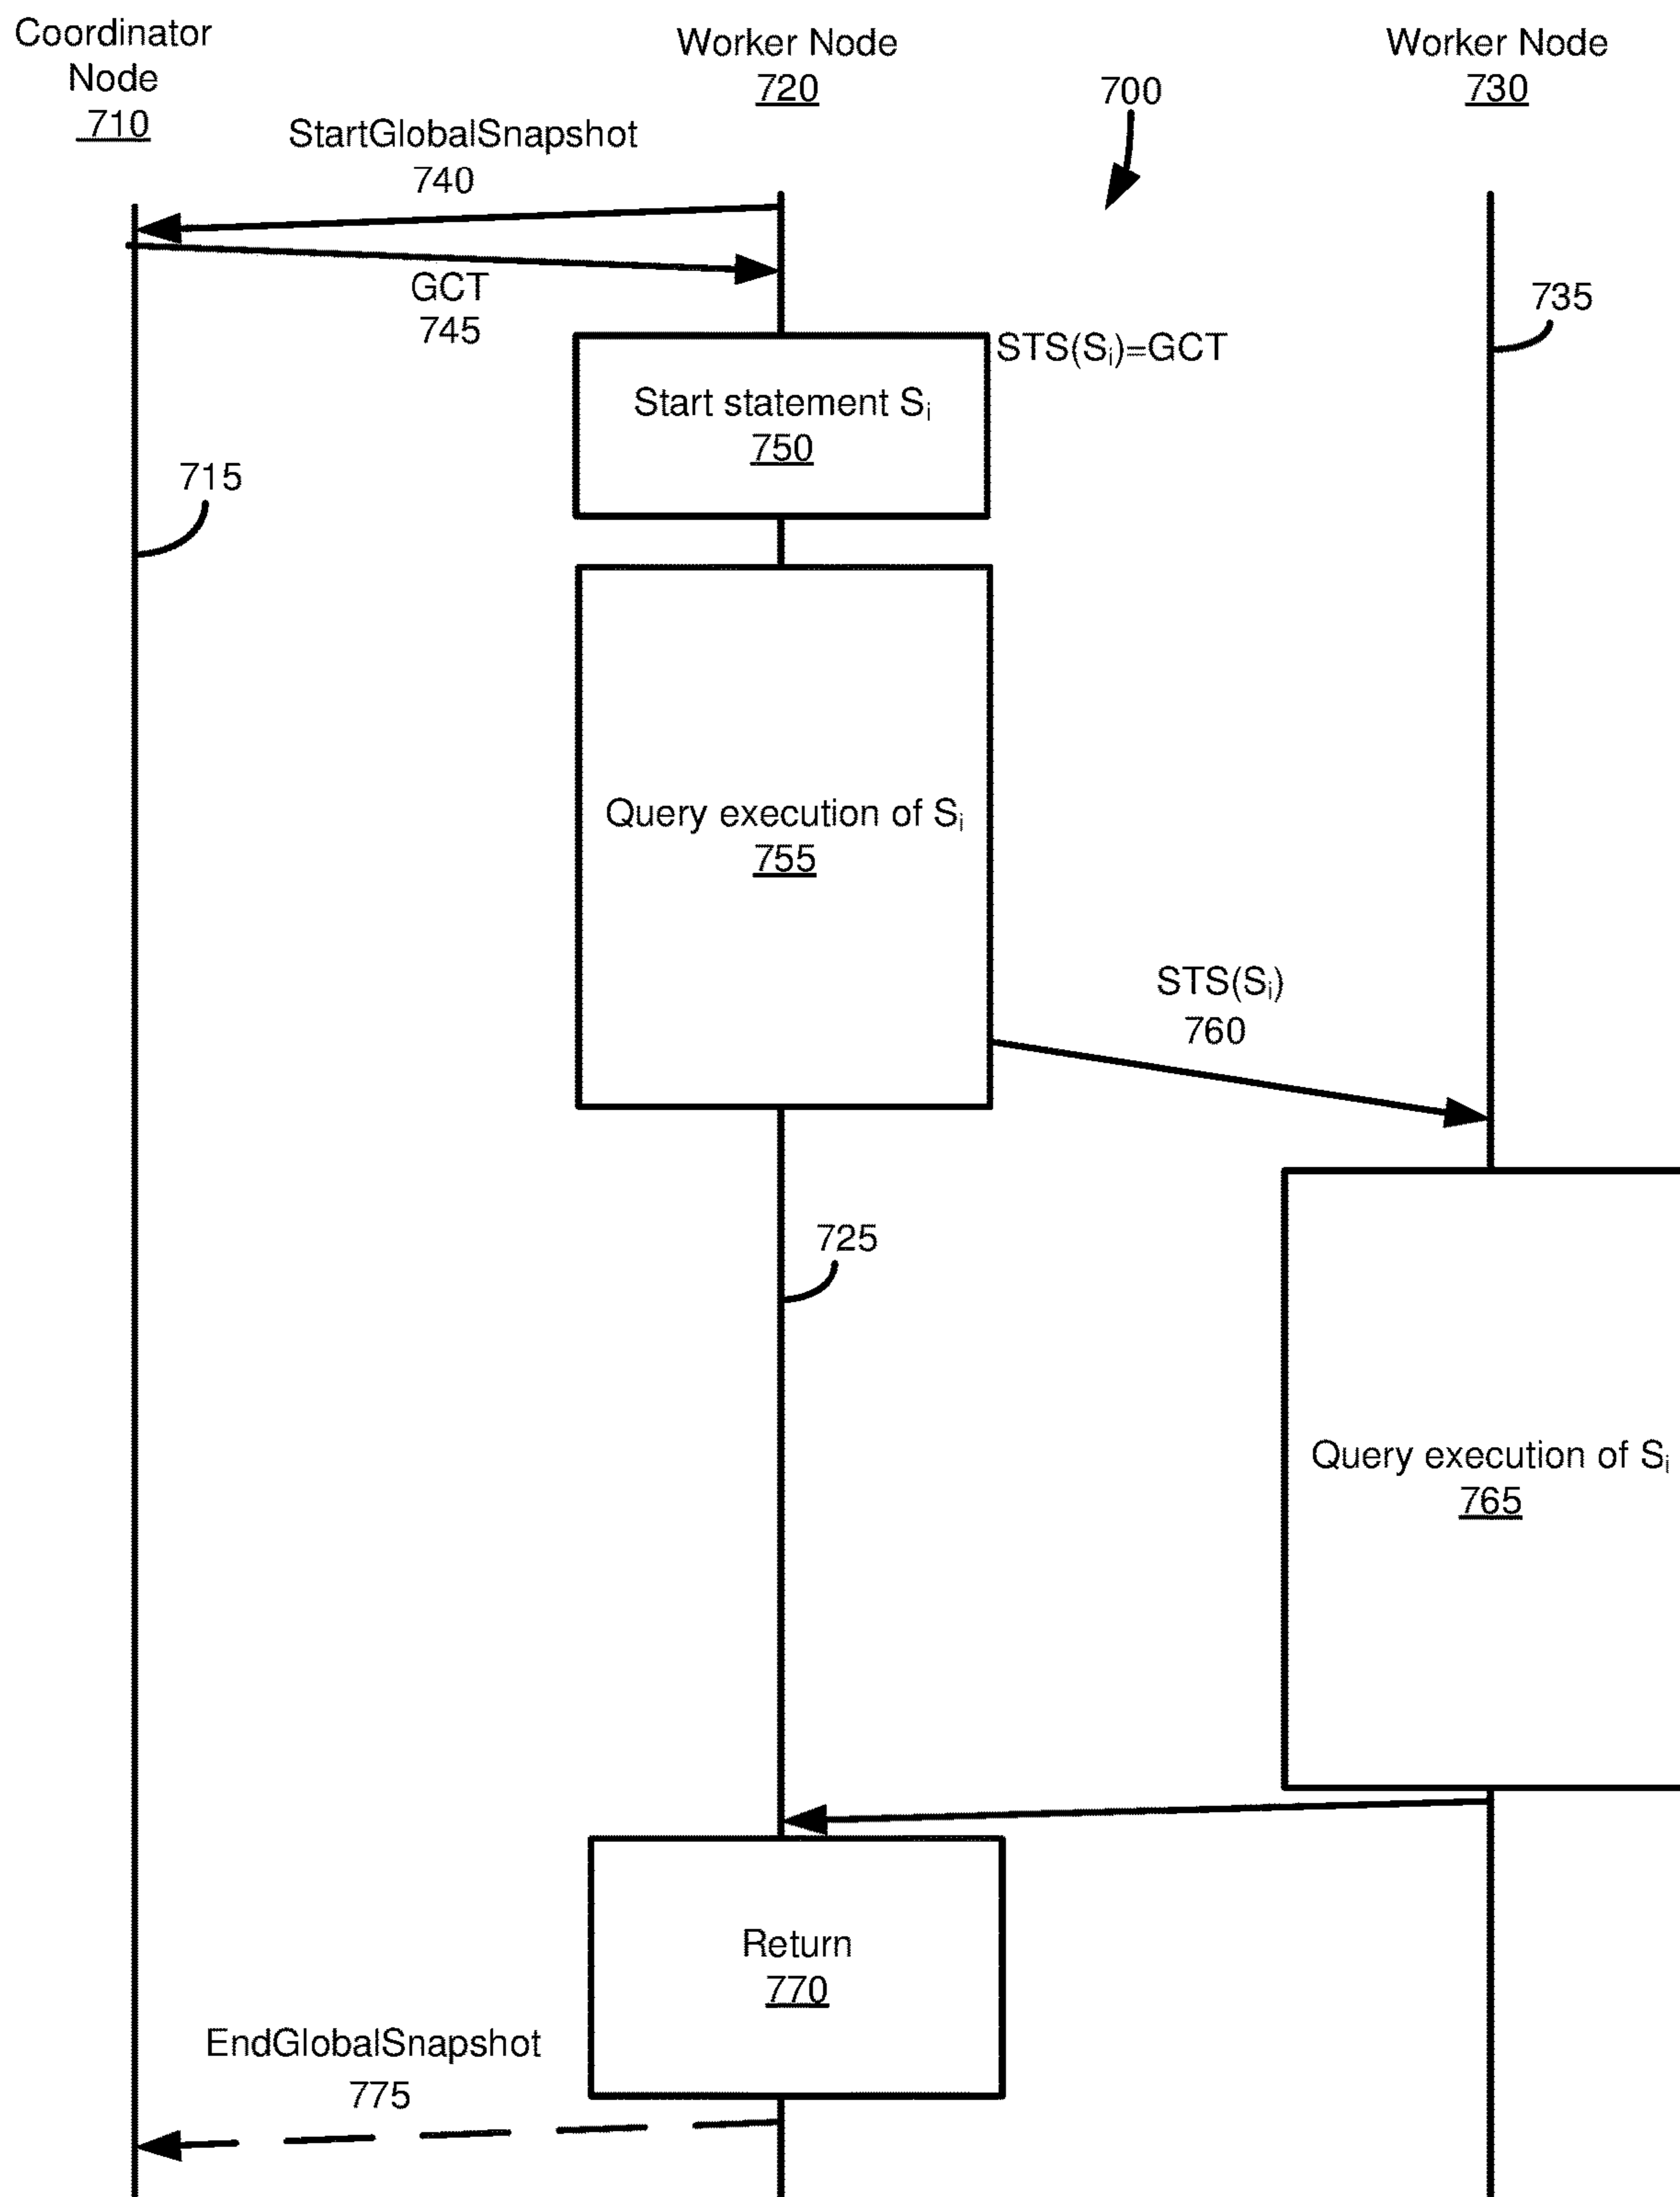 Coordinator
Node
710
Worker Node
720
700
Worker Node
730
StartGlobalSnapshot
740
GCT
745
STS(Sᵢ)=GCT
735
Start statement Sᵢ
750
715
Query execution of Sᵢ
755
STS(Sᵢ)
760
725
Query execution of Sᵢ
765
Return
770
EndGlobalSnapshot
775